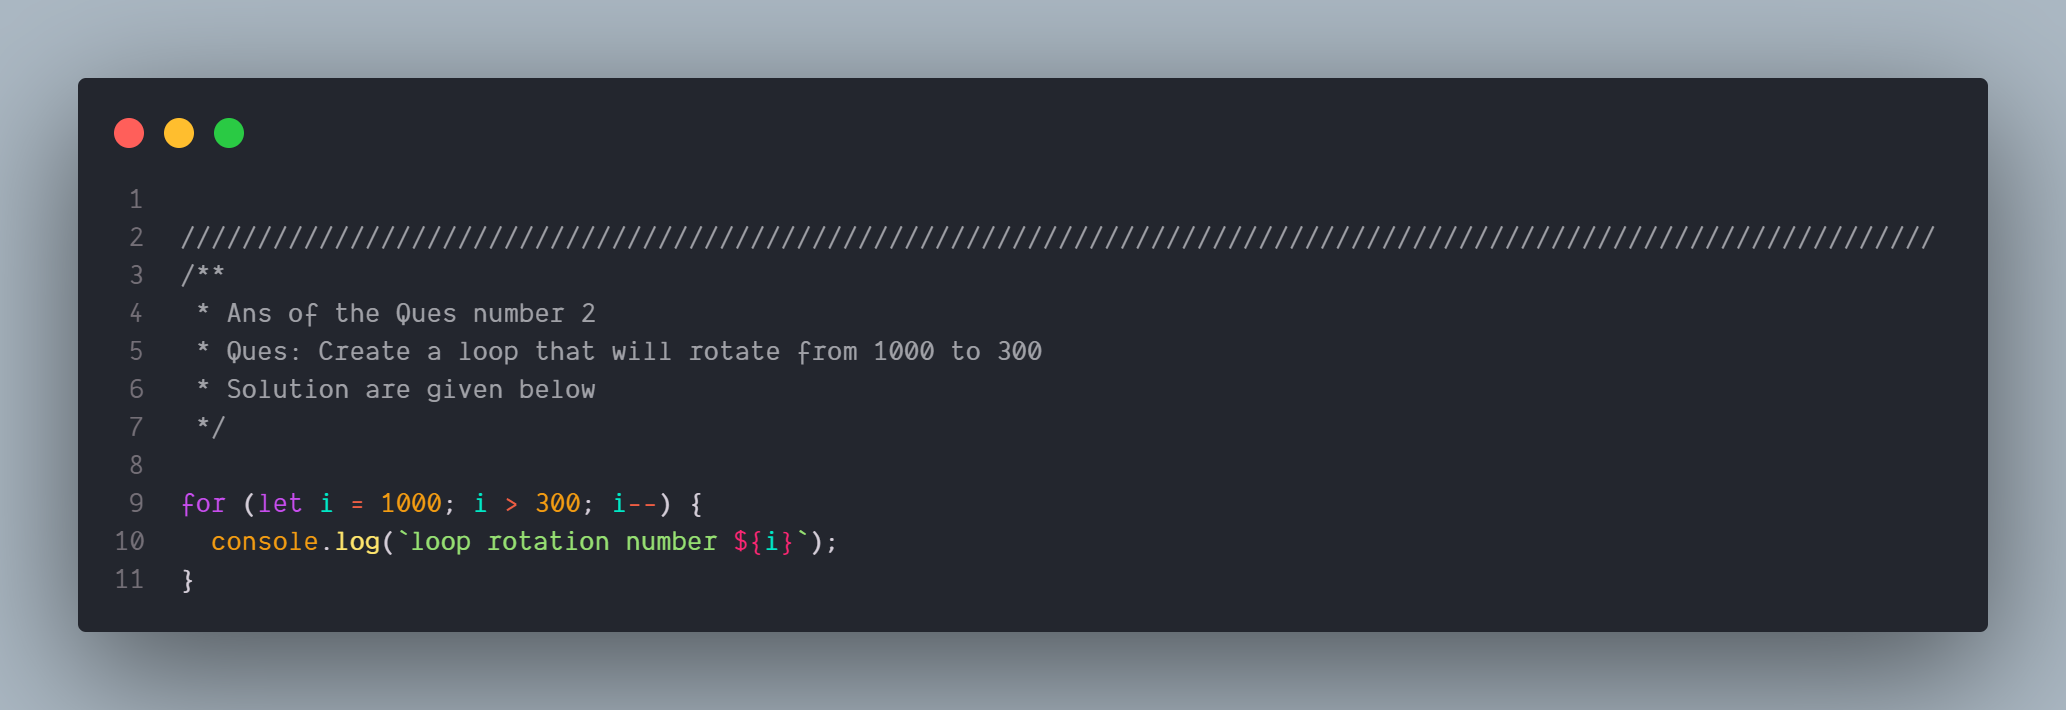 1
2 //////////////////////////////////////////////////////////////////////////////////////////////////////////////////
3 /**
4  * Ans of the Ques number 2
5  * Ques: Create a loop that will rotate from 1000 to 300
6  * Solution are given below
7  */
8
9 for (let i = 1000; i > 300; i--) {
10   console.log(`loop rotation number ${i}`);
11 }